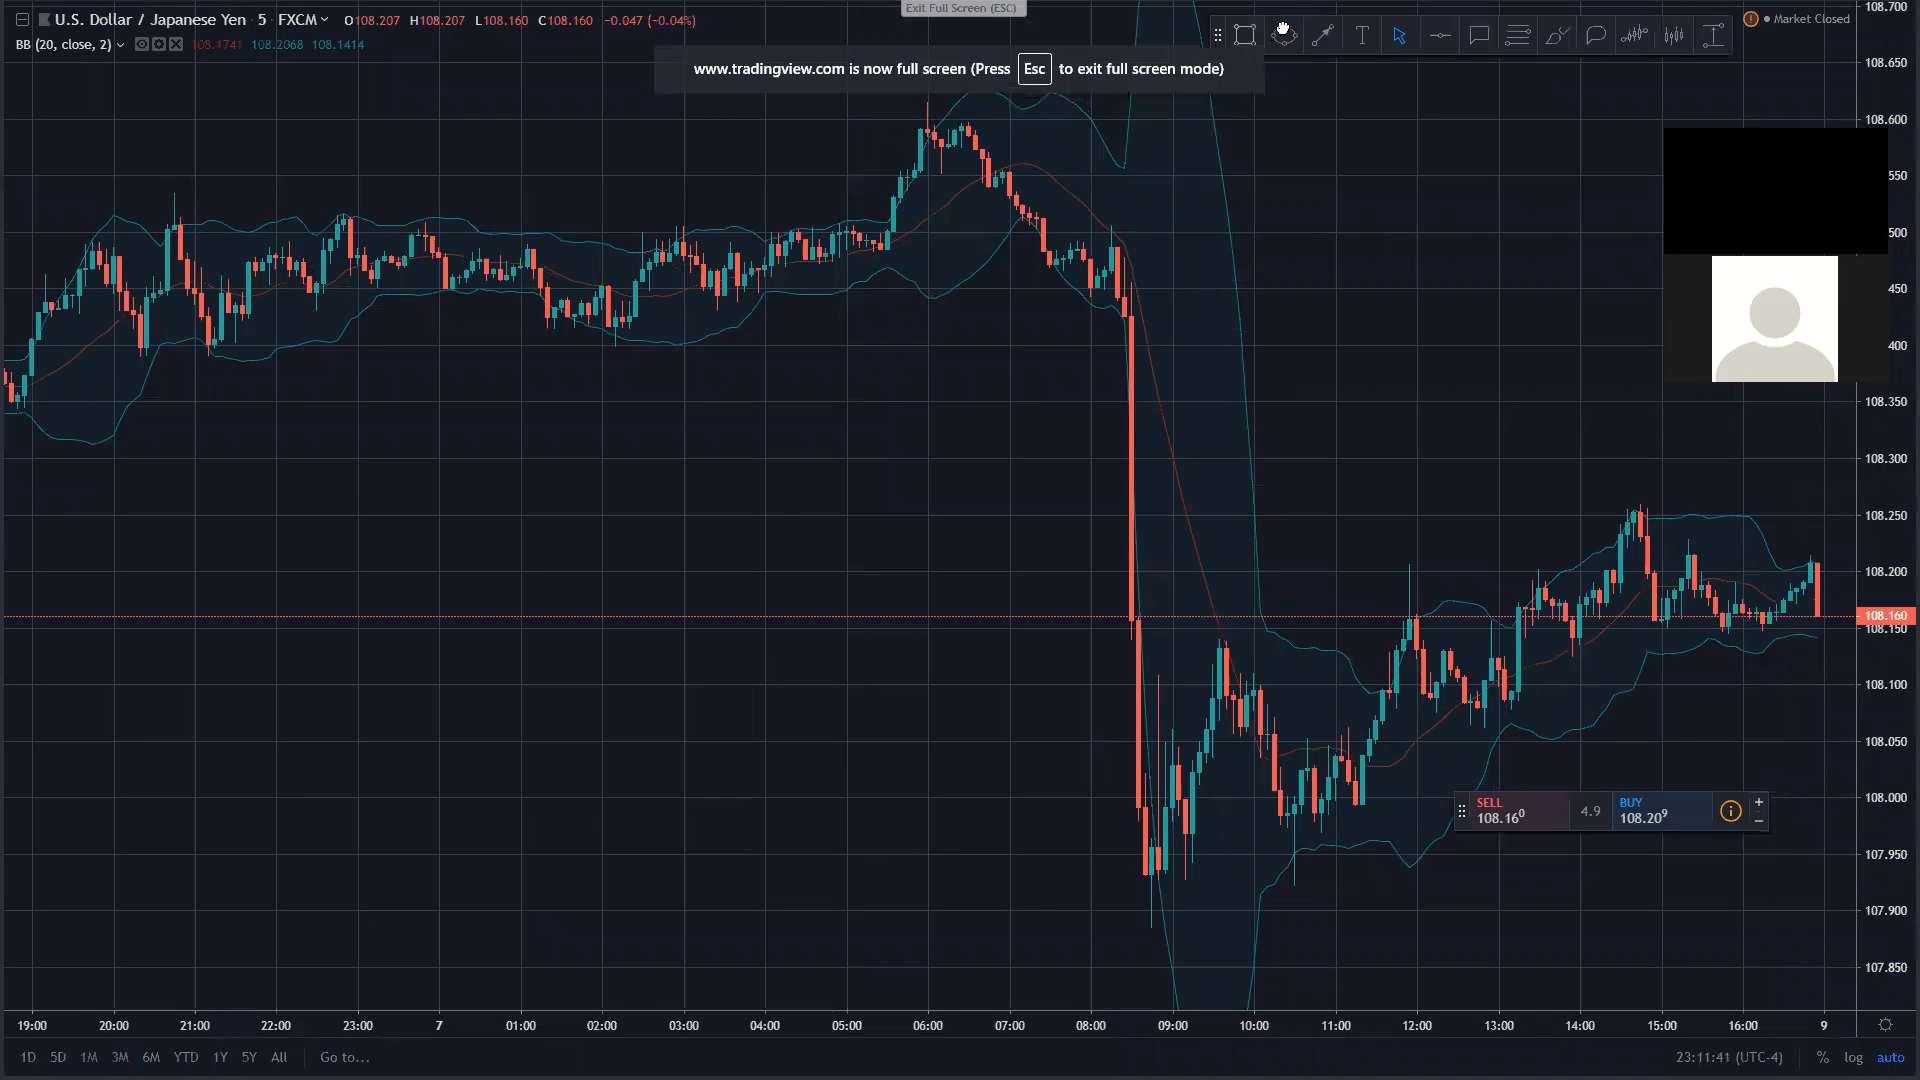 Exit Full Screen (ESC)
U.S. Dollar / Japanese Yen · 5 · FXCM O108.207 H108.207 L108.160 C108.160 −0.047 (−0.04%)
BB (20, close, 2) 108.1741 108.2068 108.1414
Market Closed
www.tradingview.com is now full screen (Press Esc to exit full screen mode)
T
108.700
108.650
108.600
550
500
450
400
108.350
108.300
108.250
108.200
108.160
108.150
108.100
108.050
108.000
107.950
107.900
107.850
SELL
108.160
4.9
BUY
108.209
19:00 20:00 21:00 22:00 23:00 7 01:00 02:00 03:00 04:00 05:00 06:00 07:00 08:00 09:00 10:00 11:00 12:00 13:00 14:00 15:00 16:00 9
1D 5D 1M 3M 6M YTD 1Y 5Y All Go to... 23:11:41 (UTC-4) % log auto